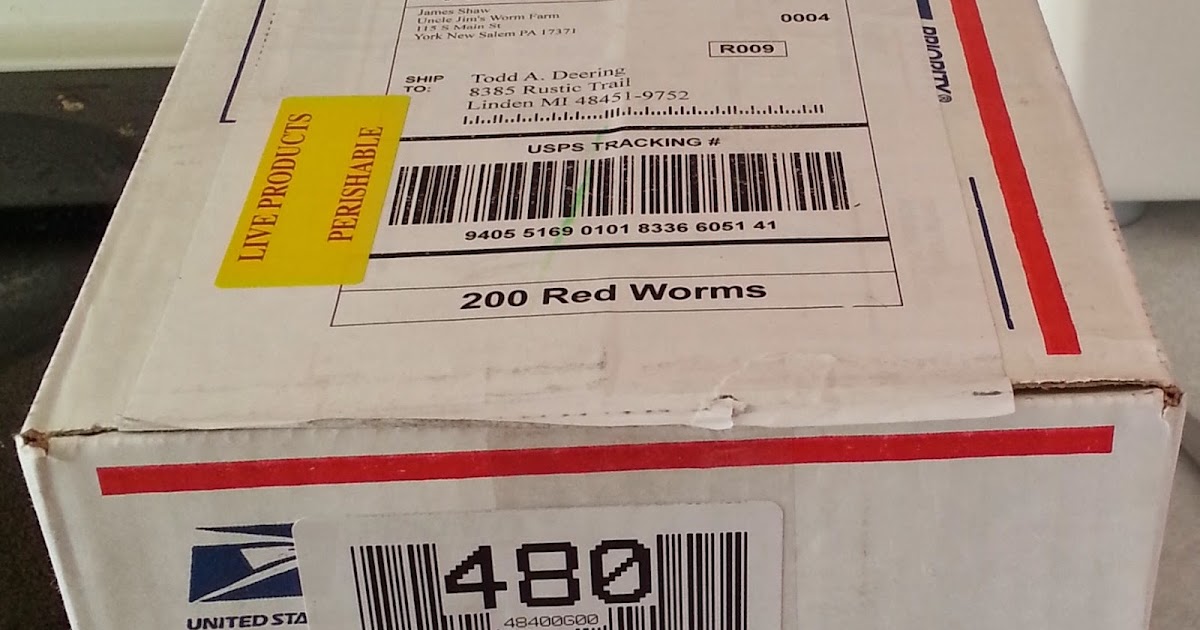 James Shaw
Uncle Jim's Worm Farm
115 S Main St
York New Salem PA 17371
0004
R009
PRIORITY®
SHIP
TO:
Todd A. Deering
8385 Rustic Trail
Linden MI 48451-9752
LIVE PRODUCTS
PERISHABLE
USPS TRACKING #
9405 5169 0101 8336 6051 41
200 Red Worms
UNITED STA
480
48400G00